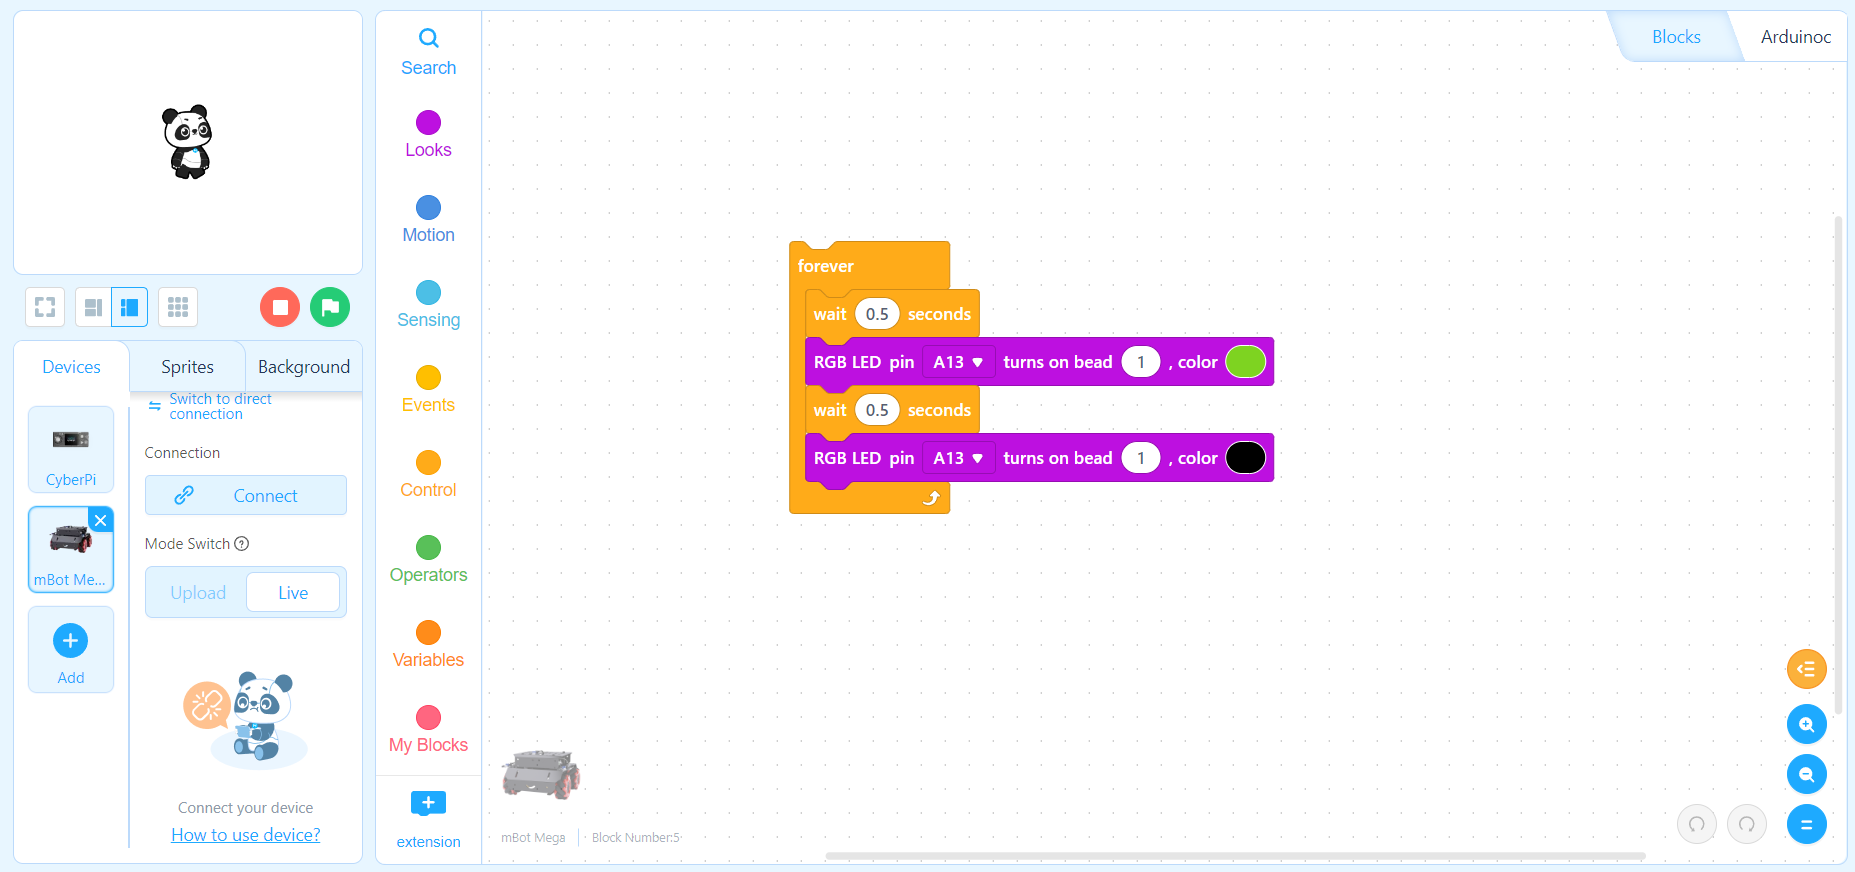 Devices
Sprites
Background
Switch to direct
connection
CyberPi
Connection
Connect
mBot Me...
Mode Switch
Upload
Live
Add
Connect your device
How to use device?
Search
Looks
Motion
Sensing
Events
Control
Operators
Variables
My Blocks
extension
Blocks
Arduinoc
forever
wait 0.5 seconds
RGB LED pin A13 turns on bead 1 , color
wait 0.5 seconds
RGB LED pin A13 turns on bead 1 , color
mBot Mega
Block Number:5